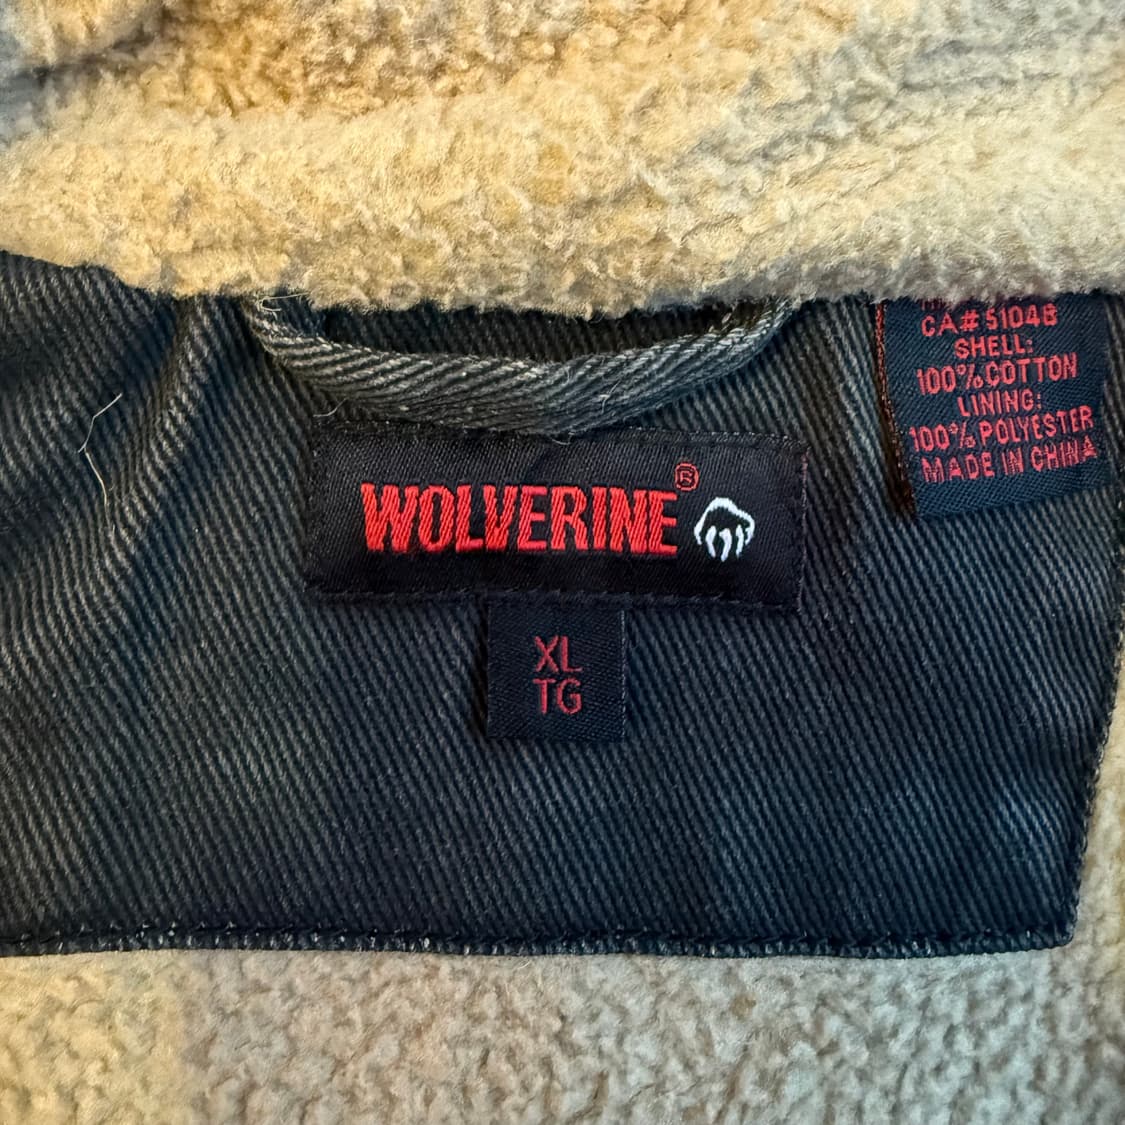 WOLVERINE®
XL
TG
CA# 51048
SHELL:
100% COTTON
LINING:
100% POLYESTER
MADE IN CHINA